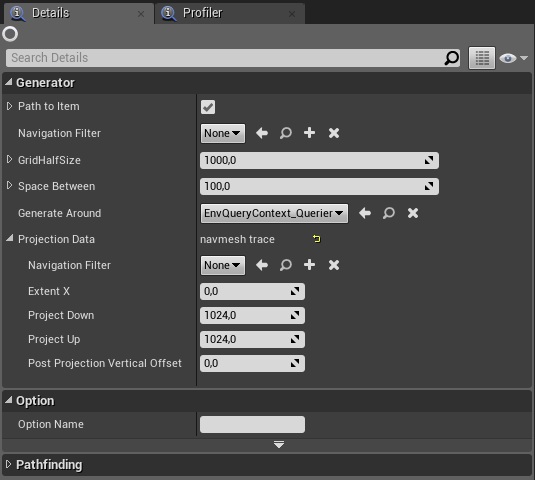 Details Profiler
Search Details
Generator
Path to Item
Navigation Filter None
GridHalfSize 1000,0
Space Between 100,0
Generate Around EnvQueryContext_Querier
Projection Data navmesh trace
Navigation Filter None
Extent X 0,0
Project Down 1024,0
Project Up 1024,0
Post Projection Vertical Offset 0,0
Option
Option Name
Pathfinding